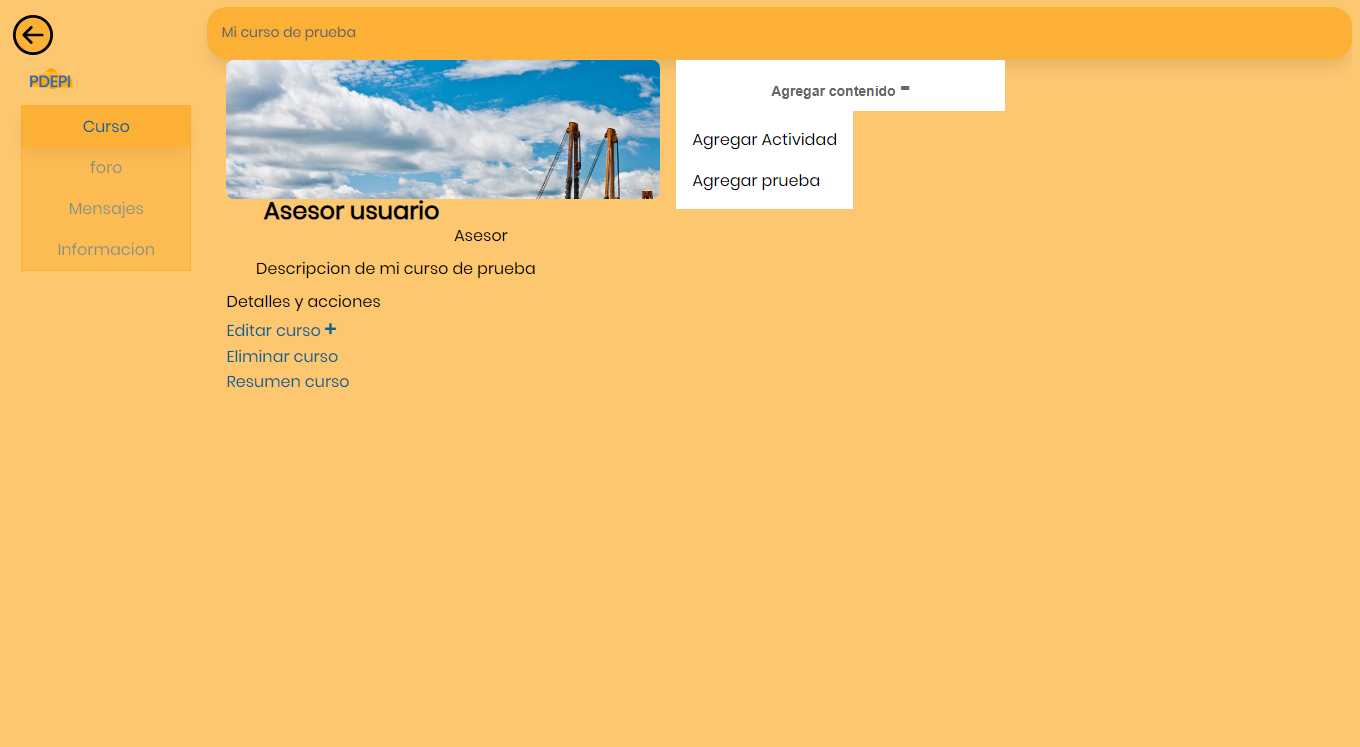 Mi curso de prueba
PDEPI
Curso
foro
Mensajes
Informacion
Asesor usuario
Asesor
Descripcion de mi curso de prueba
Detalles y acciones
Editar curso +
Eliminar curso
Resumen curso
Agregar contenido -
Agregar Actividad
Agregar prueba